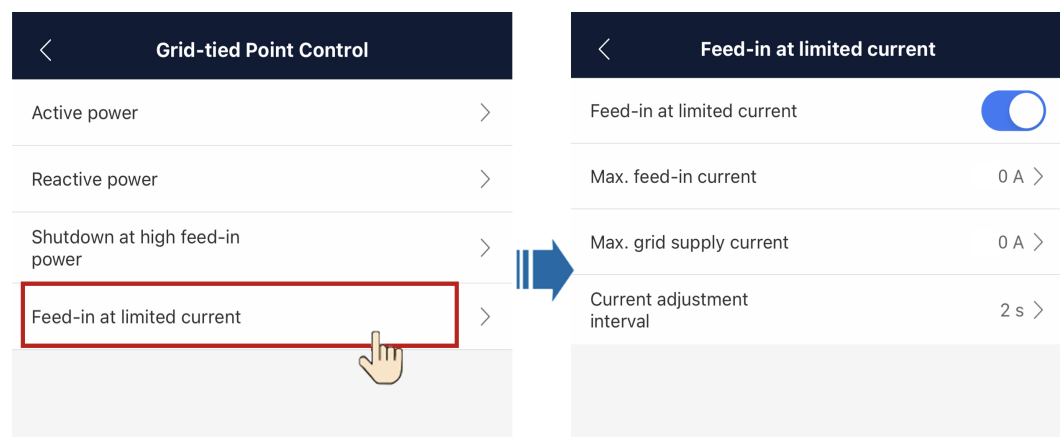 Grid-tied Point Control
Active power
Reactive power
Shutdown at high feed-in
power
Feed-in at limited current
Feed-in at limited current
Feed-in at limited current
Max. feed-in current 0 A
Max. grid supply current 0 A
Current adjustment
interval 2 s